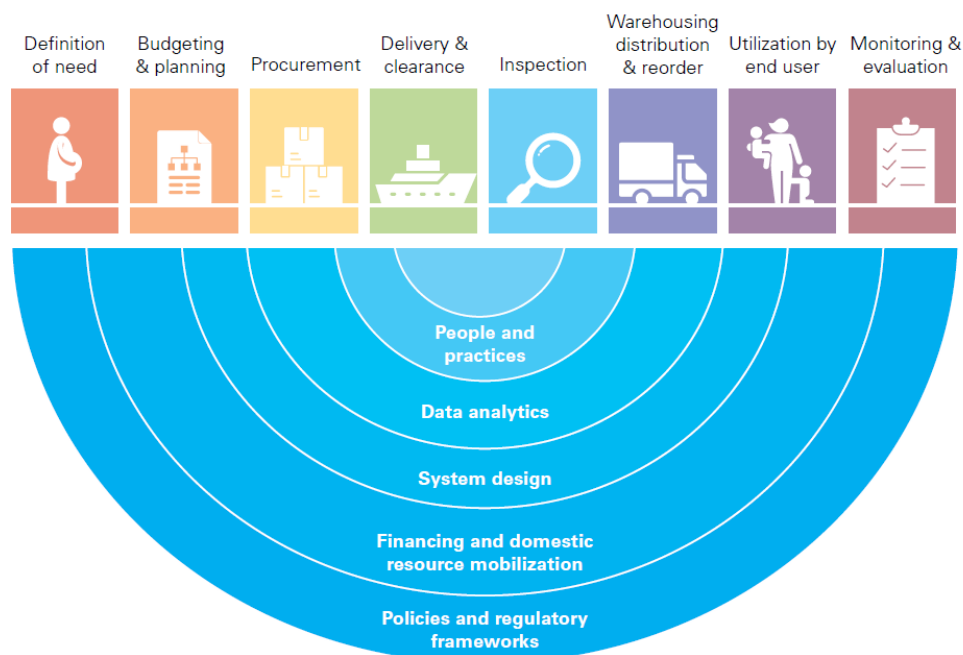 Definition
of need
Budgeting
& planning
Procurement
Delivery &
clearance
Inspection
Warehousing
distribution
& reorder
Utilization by
end user
Monitoring &
evaluation
People and
practices
Data analytics
System design
Financing and domestic
resource mobilization
Policies and regulatory
frameworks